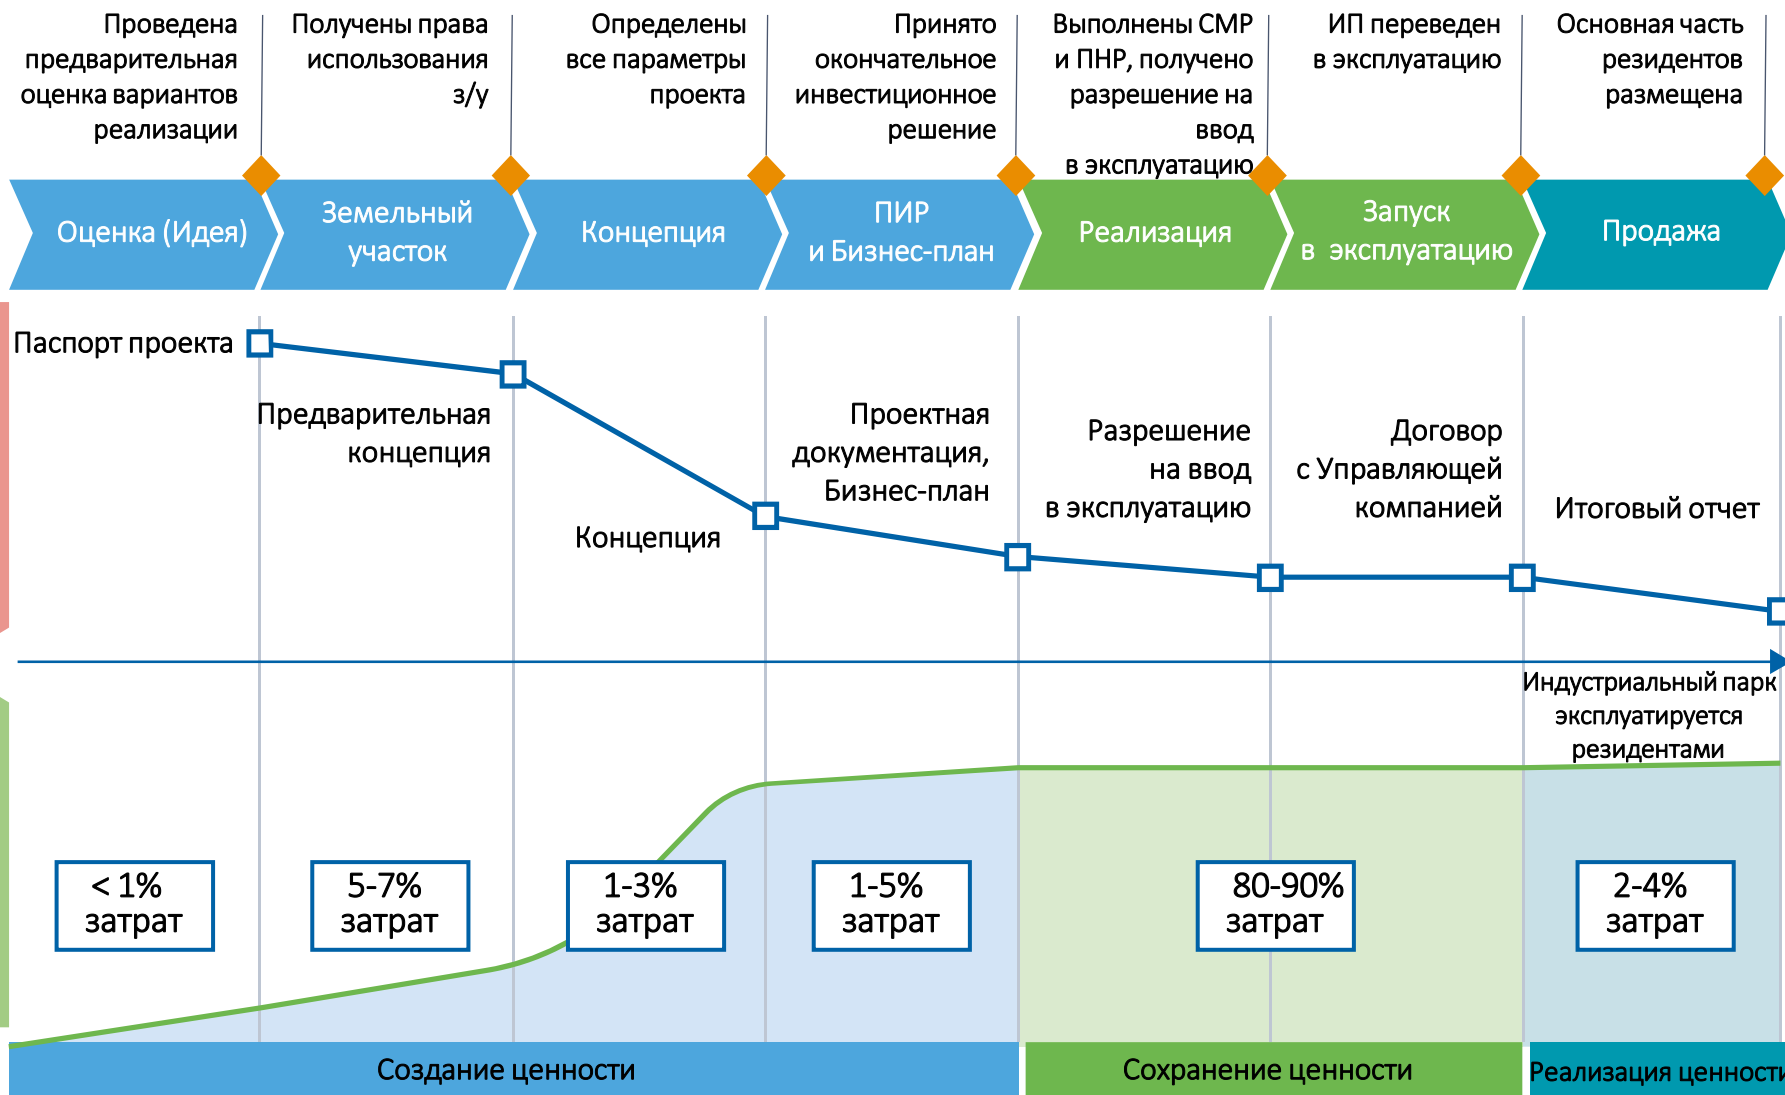 Проведена
предварительная
оценка вариантов
реализации
Получены права
использования
з/у
Определены
все параметры
проекта
Принято
окончательное
инвестиционное
решение
Выполнены СМР
и ПНР, получено
разрешение на
ввод
в эксплуатацию
ИП переведен
в эксплуатацию
Основная часть
резидентов
размещена
Оценка (Идея)
Земельный
участок
Концепция
ПИР
и Бизнес-план
Реализация
Запуск
в эксплуатацию
Продажа
Паспорт проекта
Предварительная
концепция
Концепция
Проектная
документация,
Бизнес-план
Разрешение
на ввод
в эксплуатацию
Договор
с Управляющей
компанией
Итоговый отчет
Индустриальный парк
эксплуатируется
резидентами
< 1%
затрат
5-7%
затрат
1-3%
затрат
1-5%
затрат
80-90%
затрат
2-4%
затрат
Создание ценности
Сохранение ценности
Реализация ценности